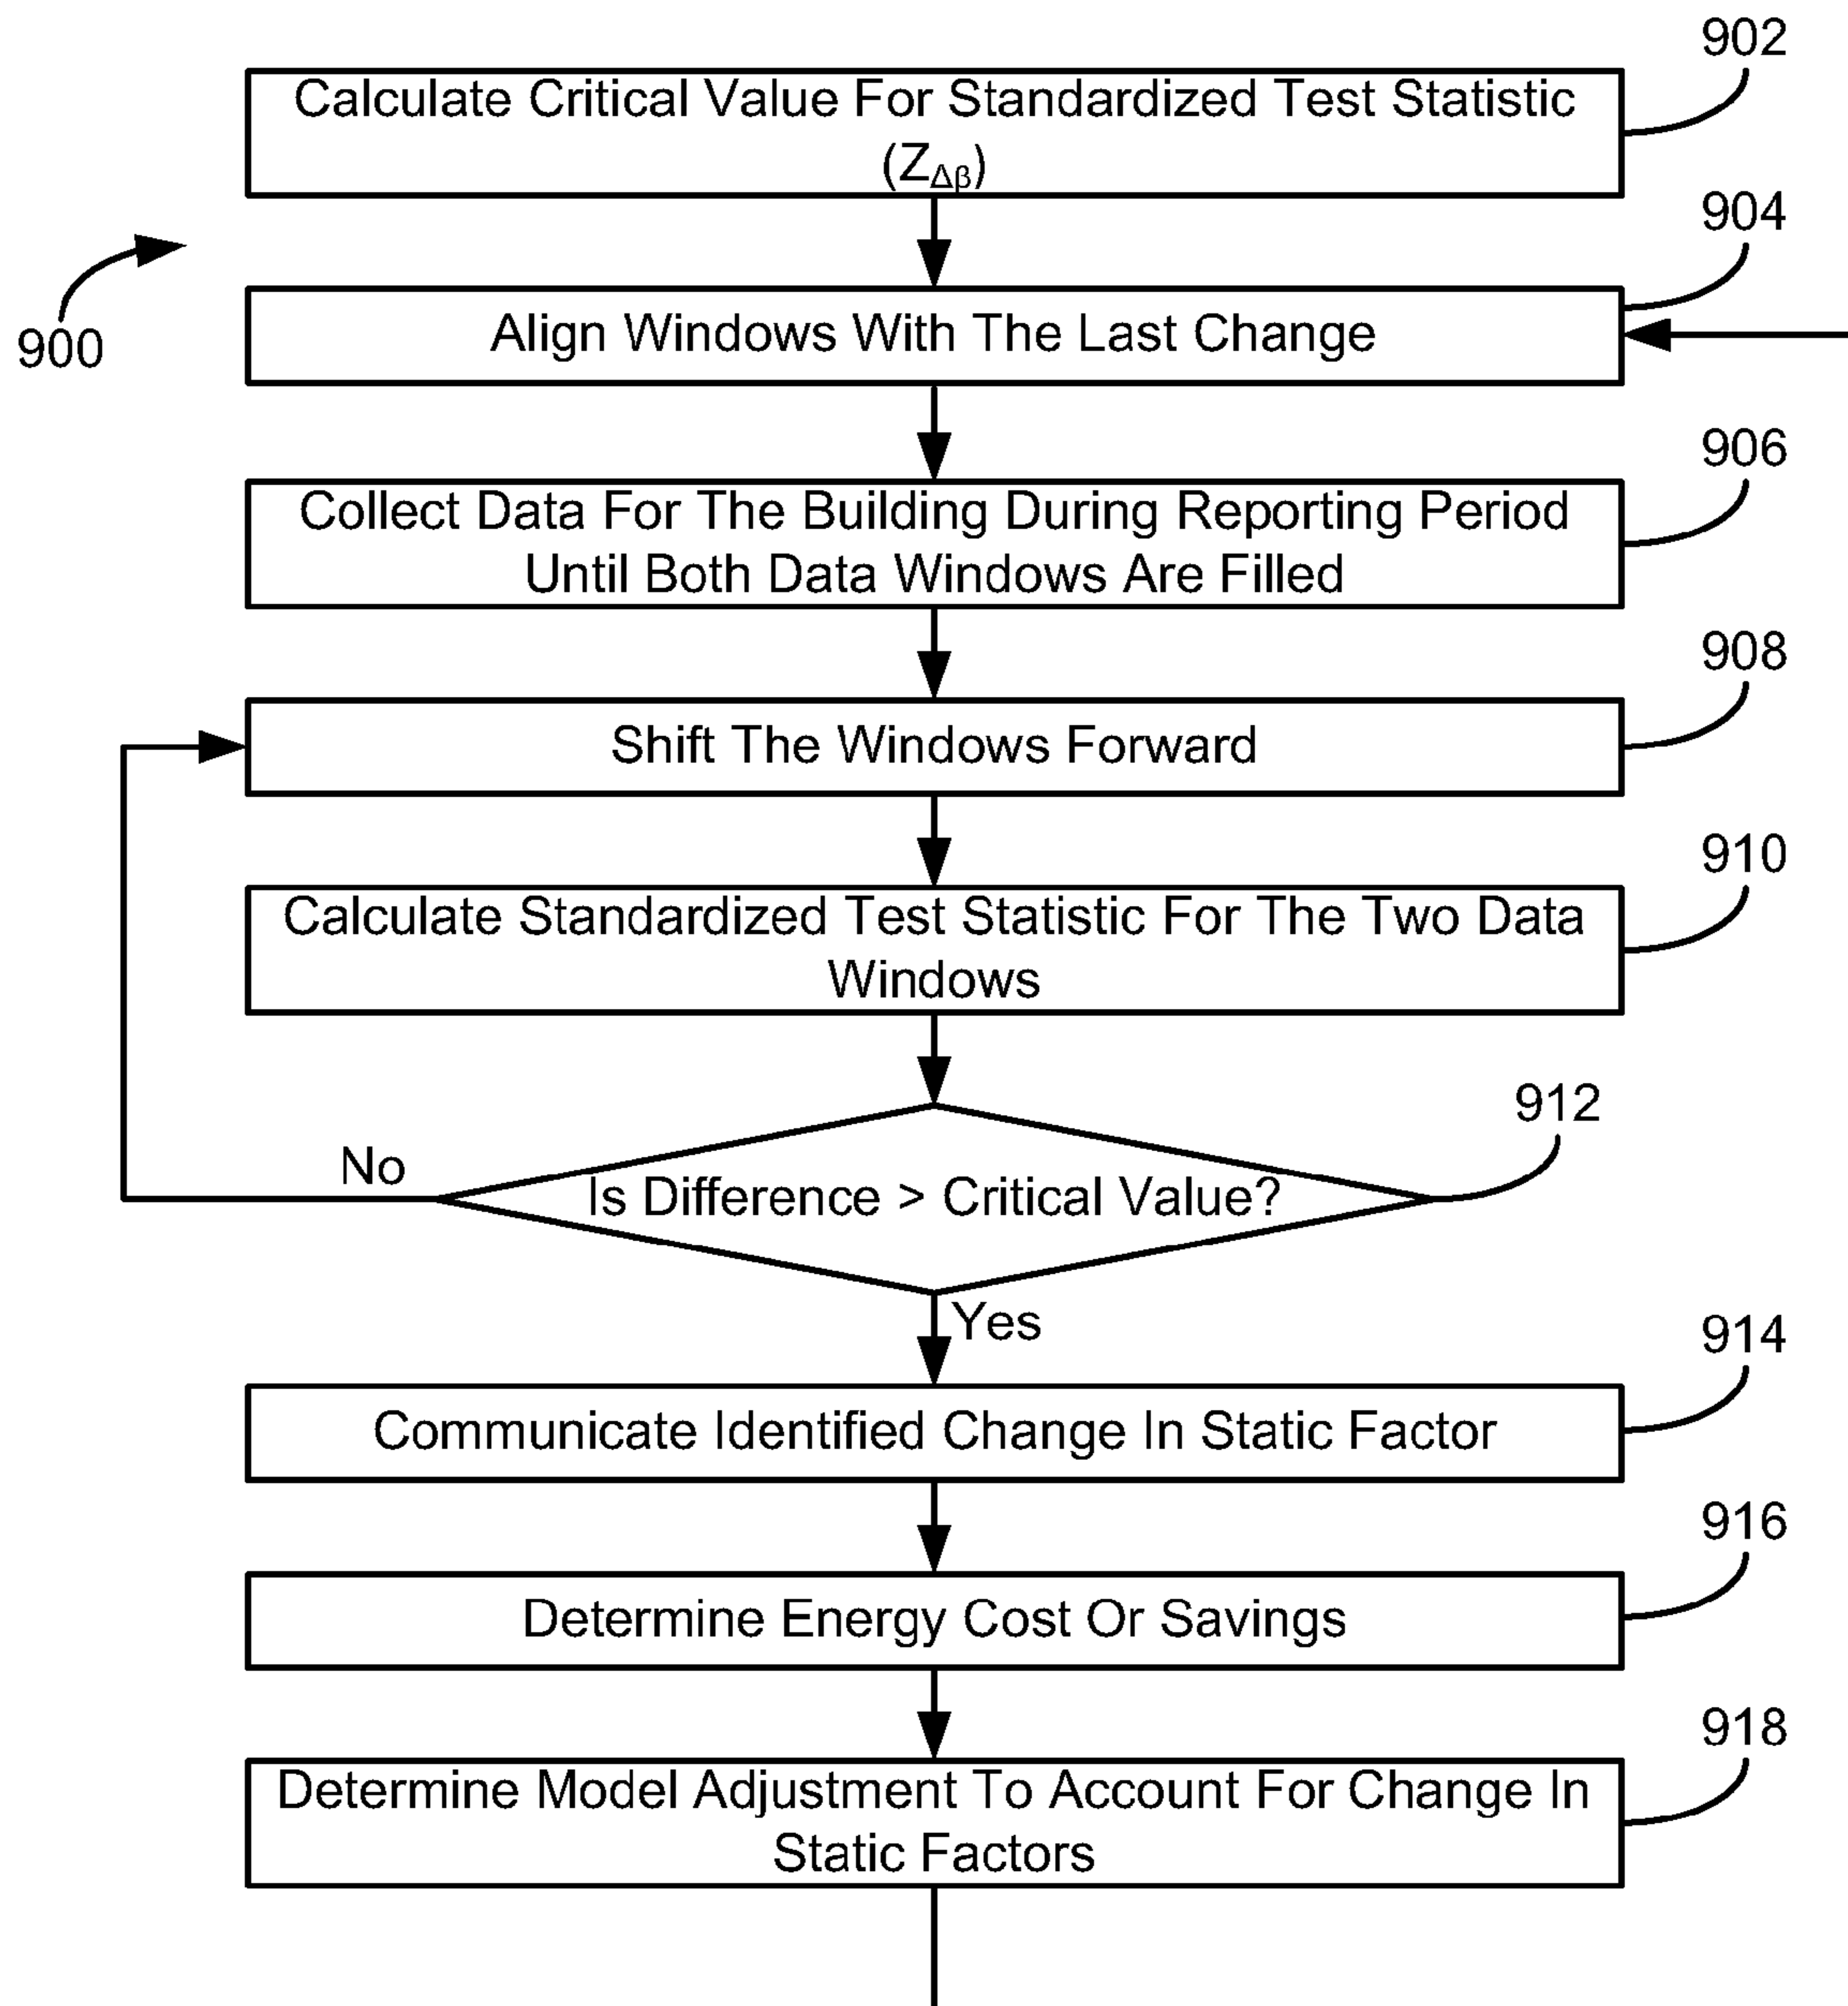 902
Calculate Critical Value For Standardized Test Statistic
(Z_Δβ)
904
900
Align Windows With The Last Change
906
Collect Data For The Building During Reporting Period
Until Both Data Windows Are Filled
908
Shift The Windows Forward
910
Calculate Standardized Test Statistic For The Two Data
Windows
912
No
Is Difference > Critical Value?
Yes
914
Communicate Identified Change In Static Factor
916
Determine Energy Cost Or Savings
918
Determine Model Adjustment To Account For Change In
Static Factors